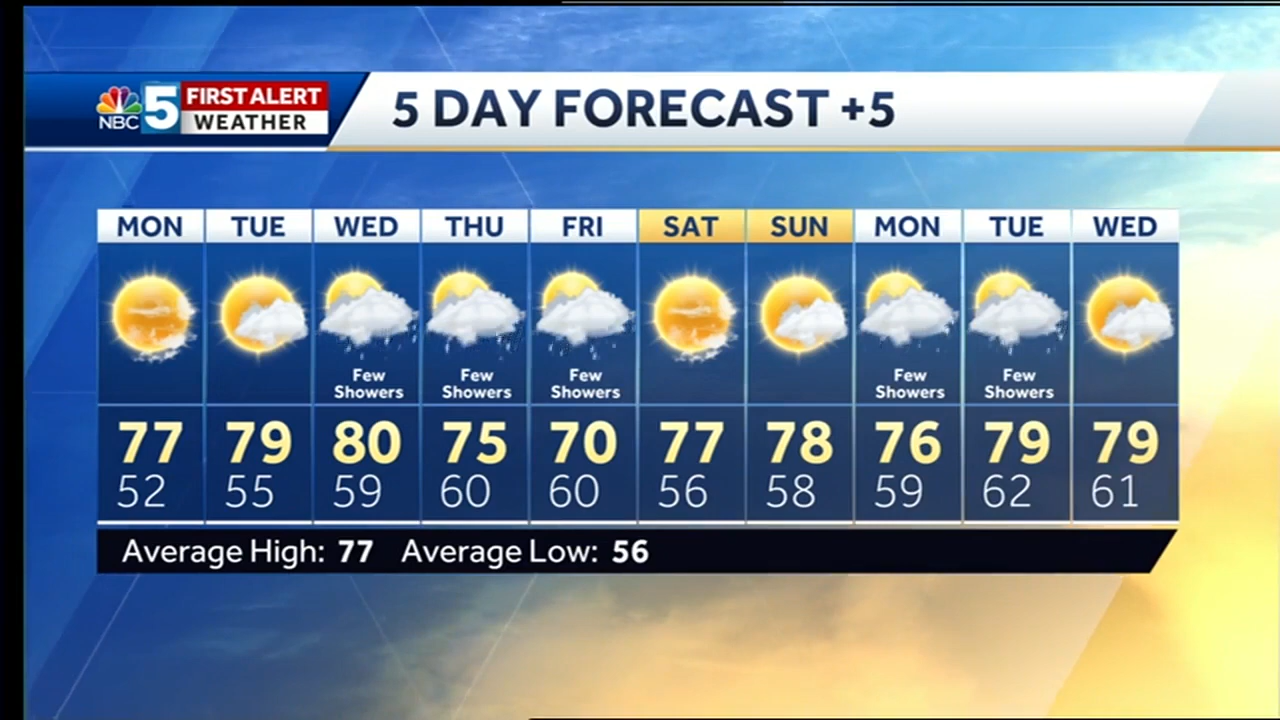 NBC 5 FIRST ALERT WEATHER
5 DAY FORECAST +5
MON TUE WED THU FRI SAT SUN MON TUE WED
Few Few Few Few Few
Showers Showers Showers Showers Showers
77 79 80 75 70 77 78 76 79 79
52 55 59 60 60 56 58 59 62 61
Average High: 77 Average Low: 56